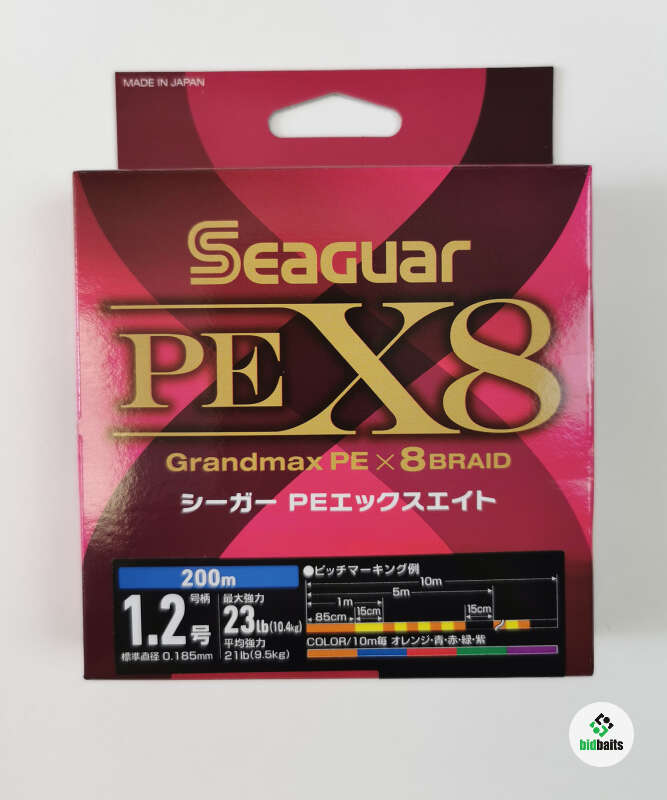 MADE IN JAPAN
SEAGUAR
PE X8
Grandmax PE × 8 BRAID
シーガー PEエックスエイト
200m
号柄
1.2号
標準直径 0.185mm
最大強力
23lb(10.4kg)
平均強力
21lb(9.5kg)
●ピッチマーキング例
10m
5m
1m
85cm 15cm 15cm
COLOR/10m毎 オレンジ・青・赤・緑・紫
bidbaits